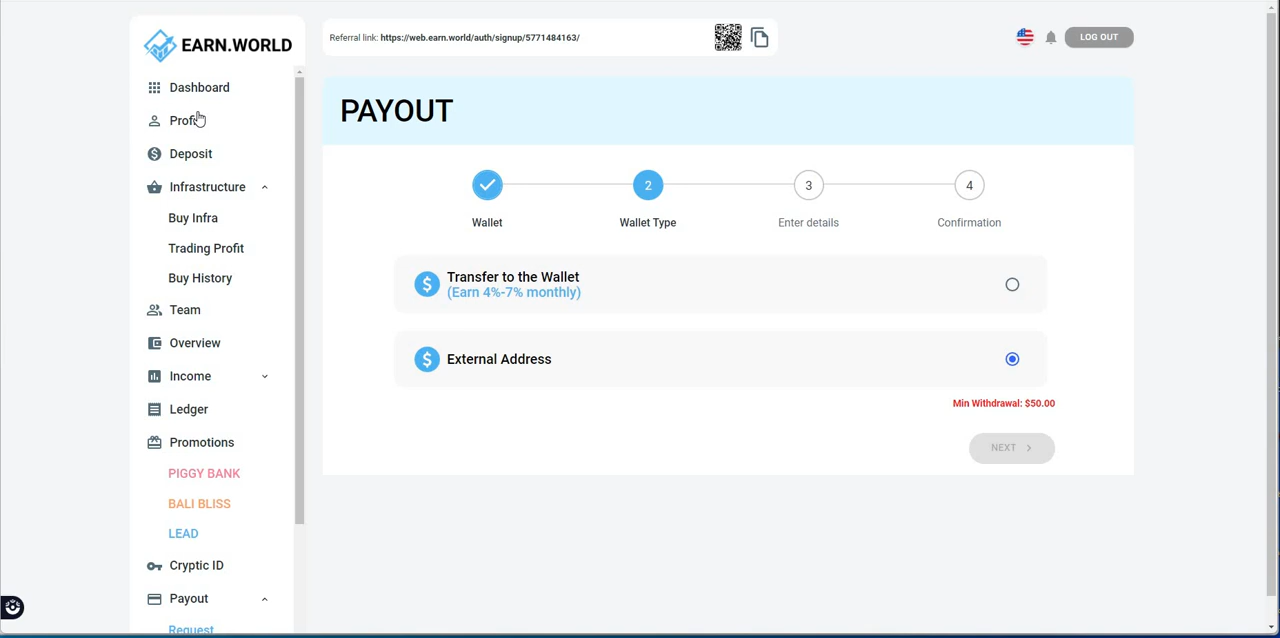 EARN.WORLD
Referral link: https://web.earn.world/auth/signup/5771484163/
LOG OUT
Dashboard
Profile
Deposit
Infrastructure
Buy Infra
Trading Profit
Buy History
Team
Overview
Income
Ledger
Promotions
PIGGY BANK
BALI BLISS
LEAD
Cryptic ID
Payout
Request
PAYOUT
2
3
4
Wallet
Wallet Type
Enter details
Confirmation
Transfer to the Wallet
(Earn 4%-7% monthly)
External Address
Min Withdrawal: $50.00
NEXT